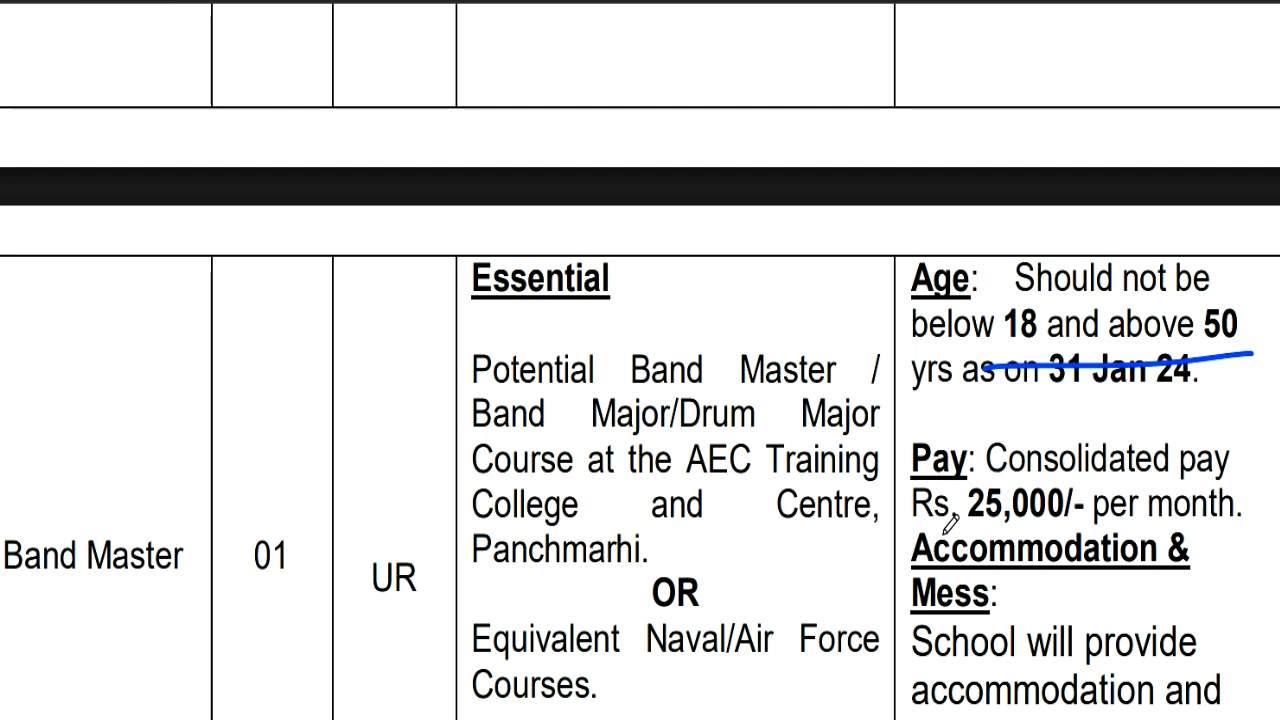 Band Master
01
UR
Essential
Potential Band Master /
Band Major/Drum Major
Course at the AEC Training
College and Centre,
Panchmarhi.
OR
Equivalent Naval/Air Force
Courses.
Age: Should not be
below 18 and above 50
yrs as on 31 Jan 24.
Pay: Consolidated pay
Rs. 25,000/- per month.
Accommodation &
Mess:
School will provide
accommodation and